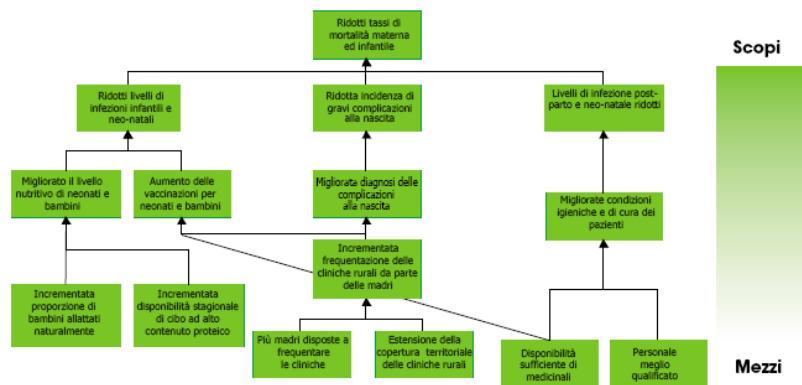 Ridotti tassi di
mortalità materna
ed infantile
Scopi
Ridotti livelli di
infezioni infantili e
neo-natali
Ridotta incidenza di
gravi complicazioni
alla nascita
Livelli di infezione post-
parto e neo-natale ridotti
Migliorato il livello
nutritivo di neonati e
bambini
Aumento delle
vaccinazioni per
neonati e bambini
Migliorata diagnosi delle
complicazioni
alla nascita
Migliorate condizioni
igieniche e di cura dei
pazienti
Incrementata
frequentazione delle
cliniche rurali da parte
delle madri
Incrementata
proporzione di
bambini allattati
naturalmente
Incrementata
disponibilità stagionale
di cibo ad alto
contenuto proteico
Più madri disposte a
frequentare
le cliniche
Estensione della
copertura territoriale
delle cliniche rurali
Disponibilità
sufficiente di
medicinali
Personale
meglio
qualificato
Mezzi